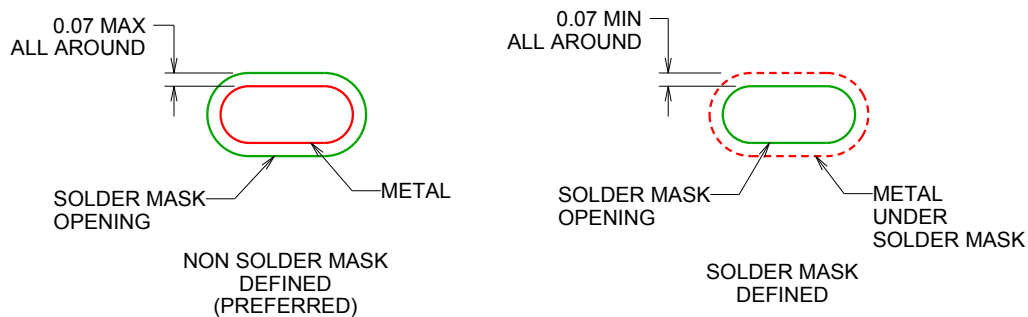 0.07 MAX
ALL AROUND
SOLDER MASK
OPENING
METAL
NON SOLDER MASK
DEFINED
(PREFERRED)
0.07 MIN
ALL AROUND
SOLDER MASK
OPENING
METAL
UNDER
SOLDER MASK
SOLDER MASK
DEFINED